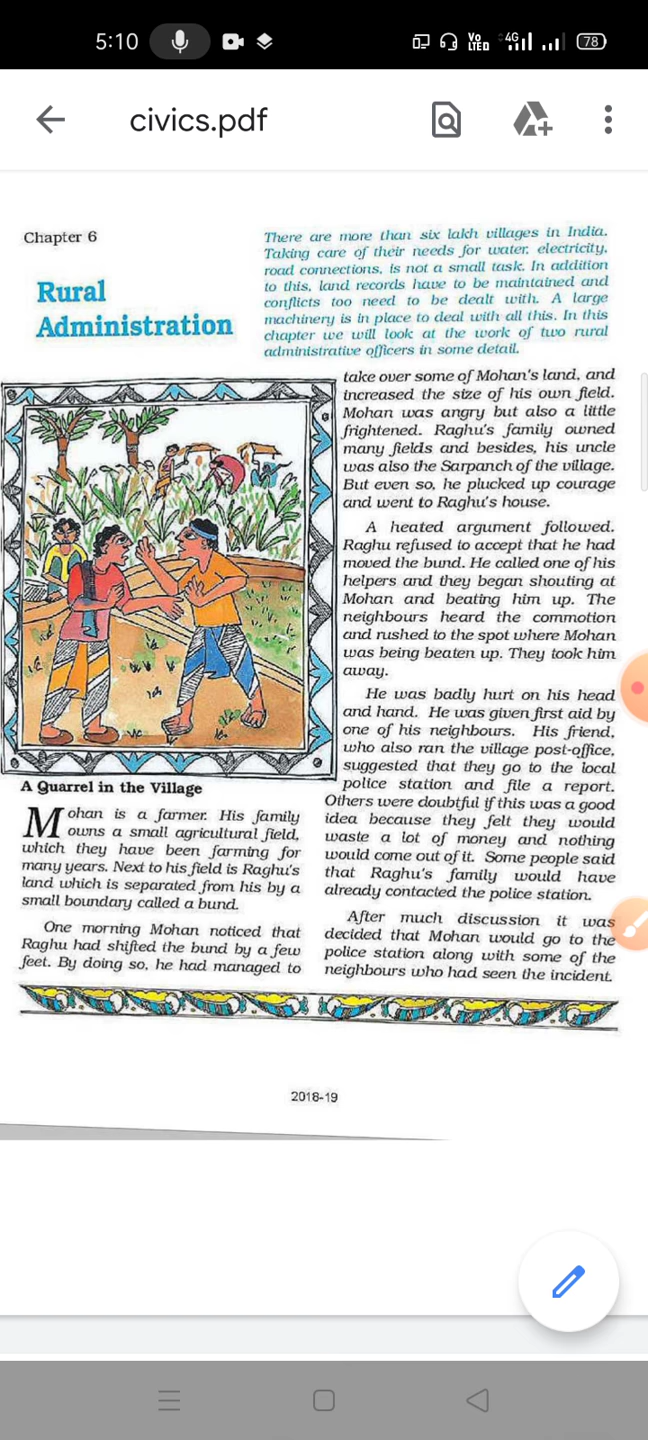 5:10
Vo
LTED
4G
78
civics.pdf
Chapter 6
Rural
Administration
There are more than six lakh villages in India.
Taking care of their needs for water, electricity,
road connections, is not a small task. In addition
to this, land records have to be maintained and
conflicts too need to be dealt with. A large
machinery is in place to deal with all this. In this
chapter we will look at the work of two rural
administrative officers in some detail.
A Quarrel in the Village
Mohan is a farmer. His family
owns a small agricultural field,
which they have been farming for
many years. Next to his field is Raghu's
land which is separated from his by a
small boundary called a bund.
One morning Mohan noticed that
Raghu had shifted the bund by a few
feet. By doing so, he had managed to
take over some of Mohan's land, and
increased the size of his own field.
Mohan was angry but also a little
frightened. Raghu's family owned
many fields and besides, his uncle
was also the Sarpanch of the village.
But even so, he plucked up courage
and went to Raghu's house.
A heated argument followed.
Raghu refused to accept that he had
moved the bund. He called one of his
helpers and they began shouting at
Mohan and beating him up. The
neighbours heard the commotion
and rushed to the spot where Mohan
was being beaten up. They took him
away.
He was badly hurt on his head
and hand. He was given first aid by
one of his neighbours. His friend,
who also ran the village post-office,
suggested that they go to the local
police station and file a report.
Others were doubtful if this was a good
idea because they felt they would
waste a lot of money and nothing
would come out of it. Some people said
that Raghu's family would have
already contacted the police station.
After much discussion it was
decided that Mohan would go to the
police station along with some of the
neighbours who had seen the incident.
2018-19